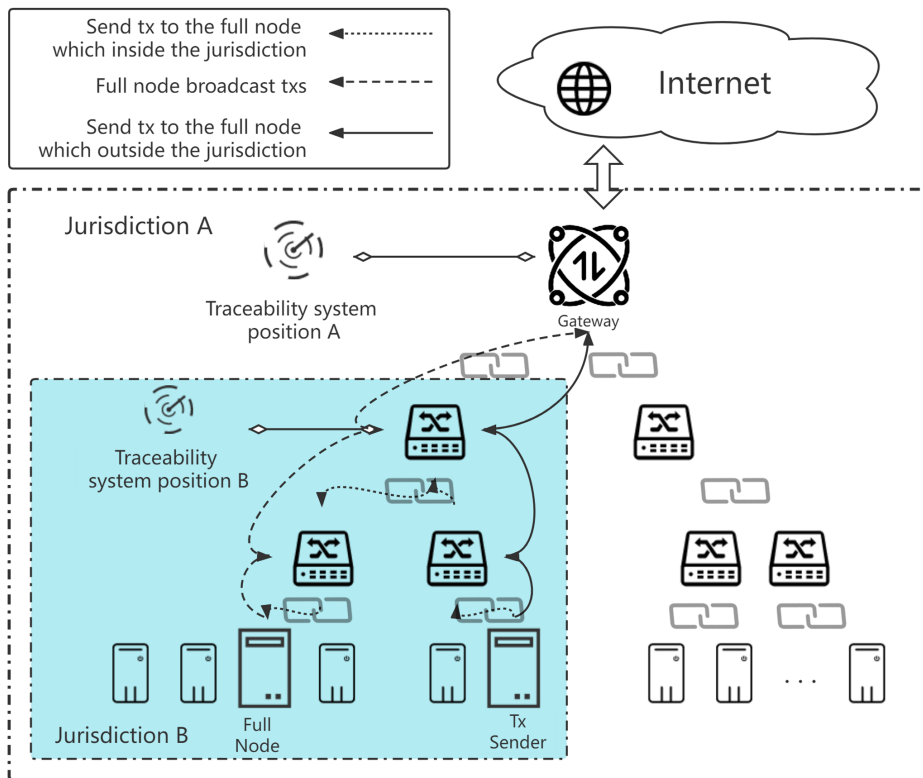 Send tx to the full node
which inside the jurisdiction
Full node broadcast txs
Send tx to the full node
which outside the jurisdiction
Internet
Jurisdiction A
Traceability system
position A
Gateway
Traceability
system position B
. . .
Full
Node
Tx
Sender
Jurisdiction B